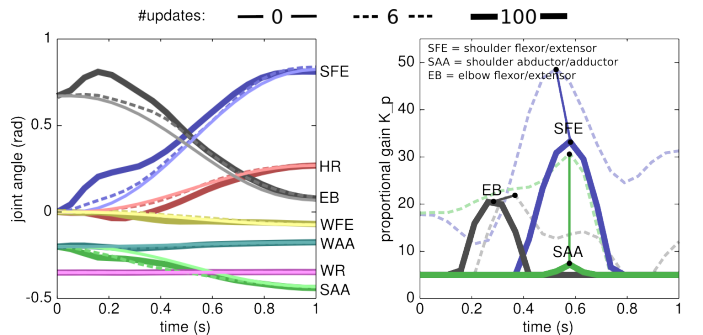 #updates: 0 6 100
SFE = shoulder flexor/extensor
SAA = shoulder abductor/adductor
EB = elbow flexor/extensor
joint angle (rad)
1
0.5
0
-0.5
0 0.2 0.4 0.6 0.8 1
time (s)
SFE
HR
EB
WFE
WAA
WR
SAA
proportional gain K_p
50
40
30
20
10
0
0 0.2 0.4 0.6 0.8 1
time (s)
SFE
EB
SAA